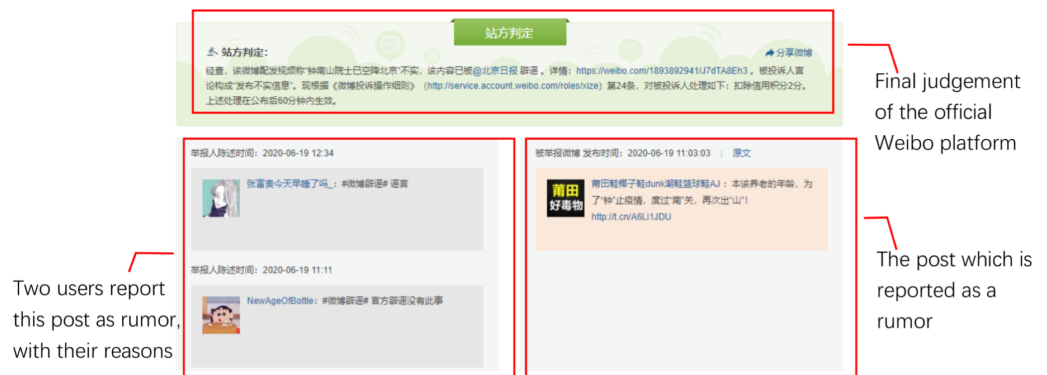 站方判定
站方判定：
分享微博
经查，该微博配发视频称“钟南山院士已空降北京”不实，该内容已被@北京日报 辟谣 。详情：https://weibo.com/1893892941/J7dTA8Eh3 。被投诉人言
论构成“发布不实信息”。现根据《微博投诉操作细则》（http://service.account.weibo.com/roles/xize）第24条，对被投诉人处理如下：扣除信用积分2分。
上述处理在公布后60分钟内生效。
Final judgement
of the official
Weibo platform
举报人陈述时间：2020-06-19 12:34
张富贵今天早睡了吗_：#微博辟谣# 谣言
举报人陈述时间：2020-06-19 11:11
NewAgeOfBottle：#微博辟谣# 官方辟谣没有此事
Two users report
this post as rumor,
with their reasons
被举报微博 发布时间：2020-06-19 11:03:03 | 原文
莆田
好毒物
莆田鞋椰子鞋dunk潮鞋篮球鞋AJ：本该养老的年龄，为
了“钟”止疫情，度过“南”关，再次出“山”！
http://t.cn/A6Li1JDU
The post which is
reported as a
rumor